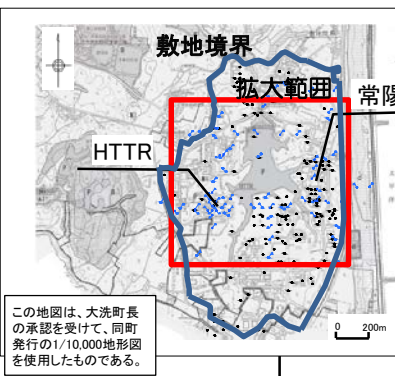 敷地境界
拡大範囲
常陽
HTTR
この地図は、大洗町長
の承認を受けて、同町
発行の1/10,000地形図
を使用したものである。
0 200m